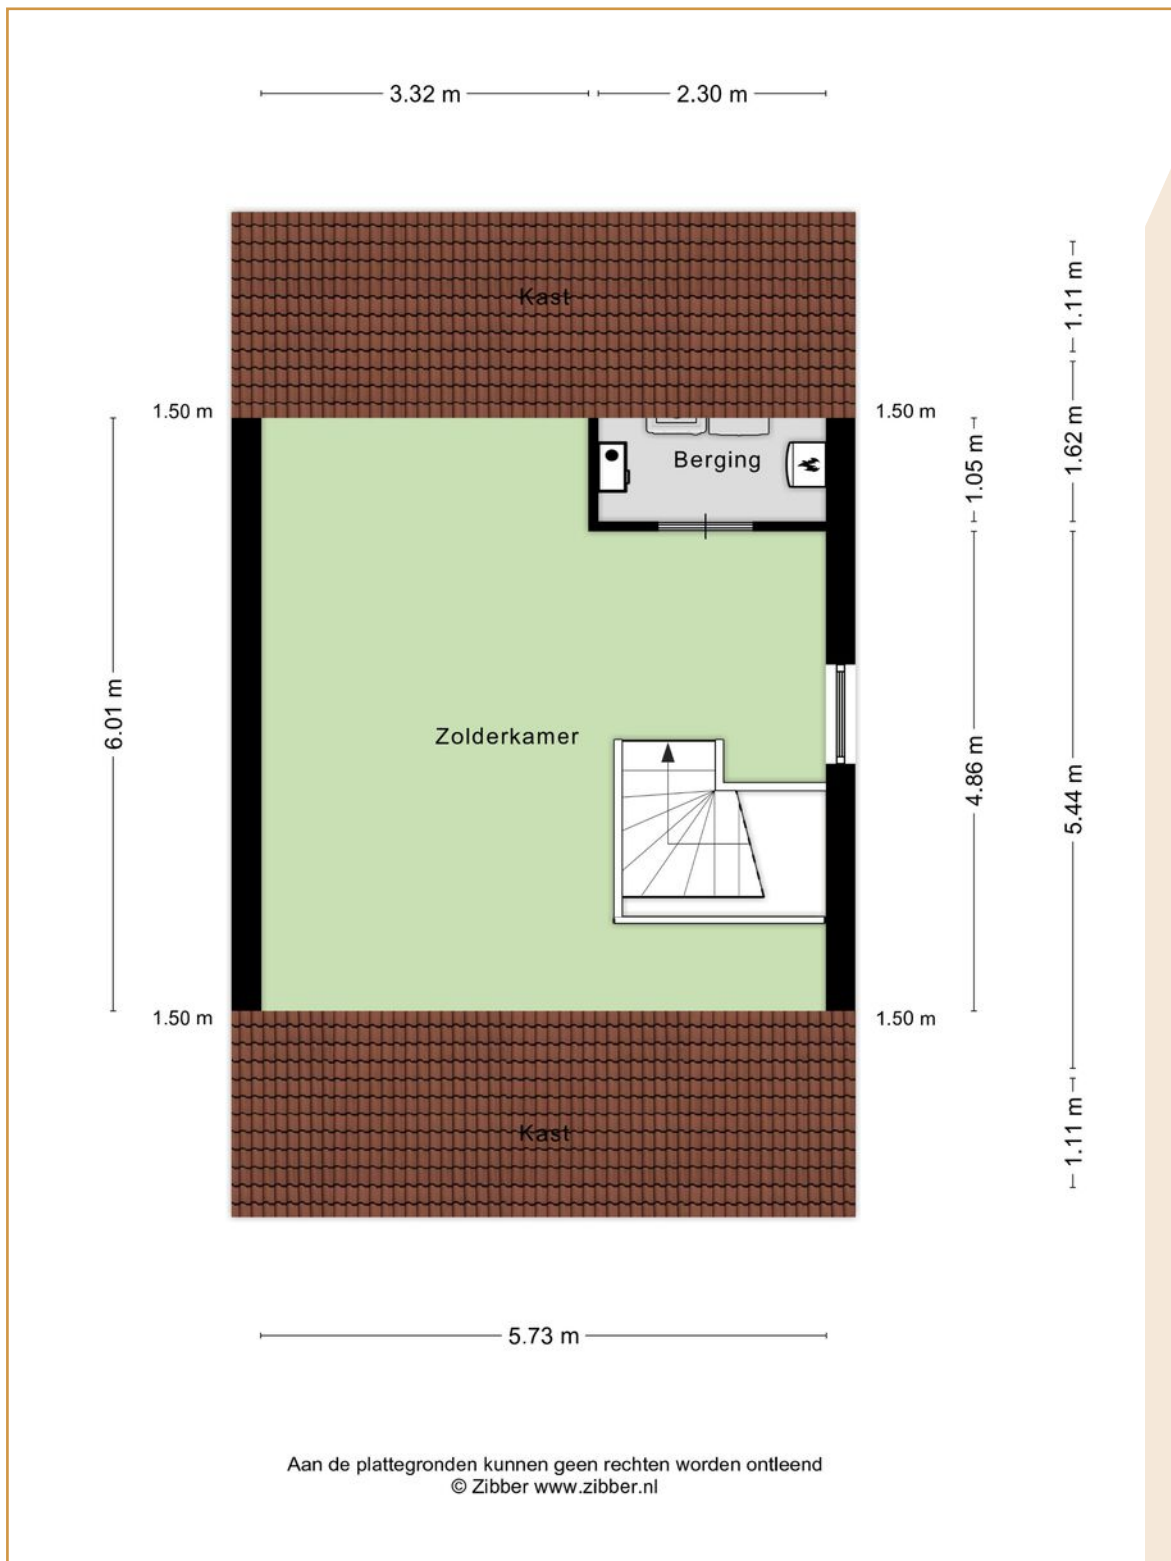 3.32 m
2.30 m
Kast
1.11 m
1.50 m
1.50 m
1.62 m
1.05 m
Berging
6.01 m
Zolderkamer
4.86 m
5.44 m
1.50 m
1.50 m
Kast
1.11 m
5.73 m
Aan de plattegronden kunnen geen rechten worden ontleend
© Zibber www.zibber.nl